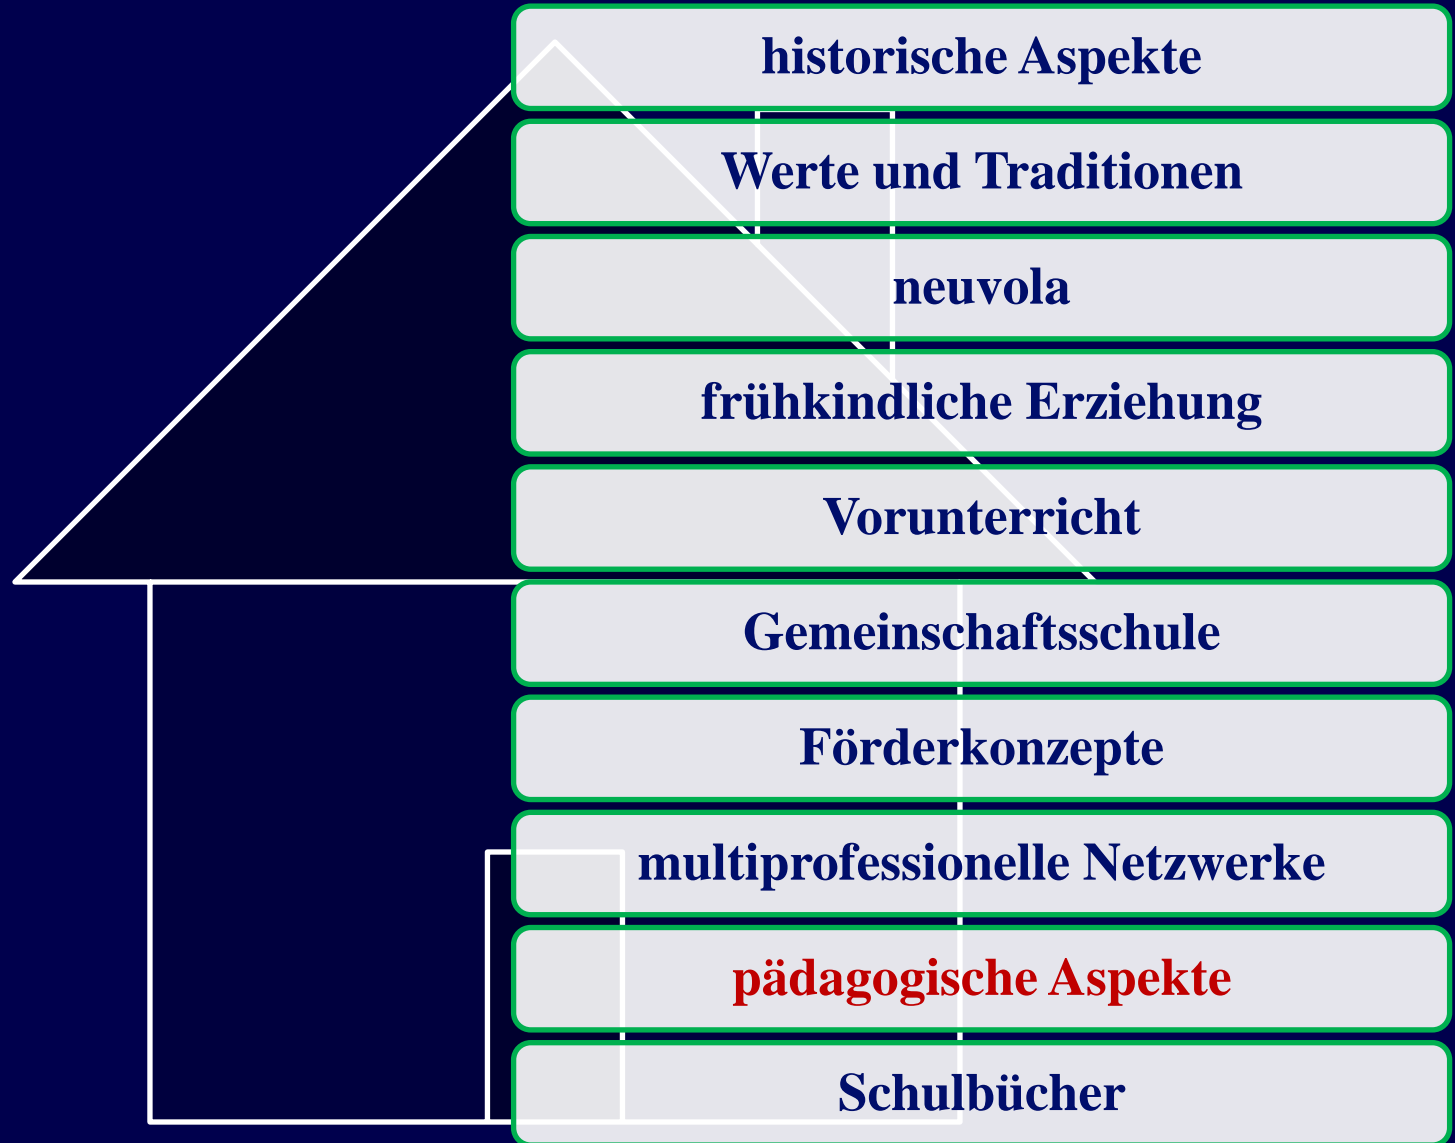 historische Aspekte
Werte und Traditionen
neuvola
frühkindliche Erziehung
Vorunterricht
Gemeinschaftsschule
Förderkonzepte
multiprofessionelle Netzwerke
pädagogische Aspekte
Schulbücher